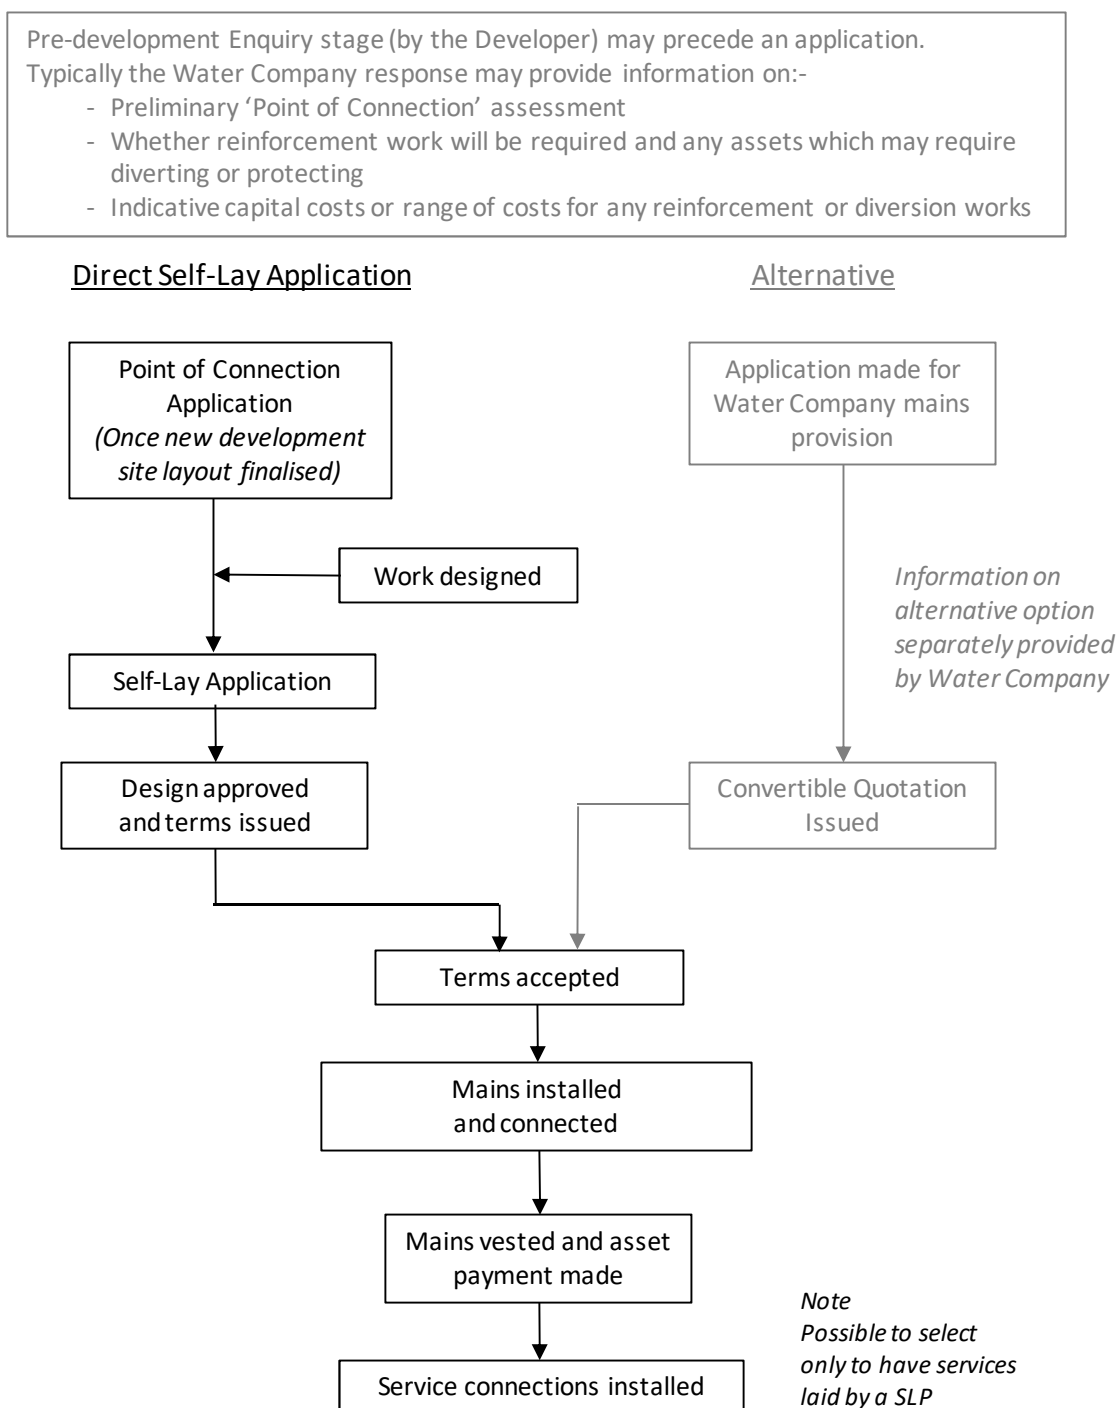 Pre-development Enquiry stage (by the Developer) may precede an application.
Typically the Water Company response may provide information on:-
- Preliminary ‘Point of Connection’ assessment
- Whether reinforcement work will be required and any assets which may require
diverting or protecting
- Indicative capital costs or range of costs for any reinforcement or diversion works
Direct Self-Lay Application
Alternative
Point of Connection
Application
(Once new development
site layout finalised)
Application made for
Water Company mains
provision
Work designed
Information on
alternative option
separately provided
by Water Company
Self-Lay Application
Design approved
and terms issued
Convertible Quotation
Issued
Terms accepted
Mains installed
and connected
Mains vested and asset
payment made
Note
Possible to select
only to have services
laid by a SLP
Service connections installed